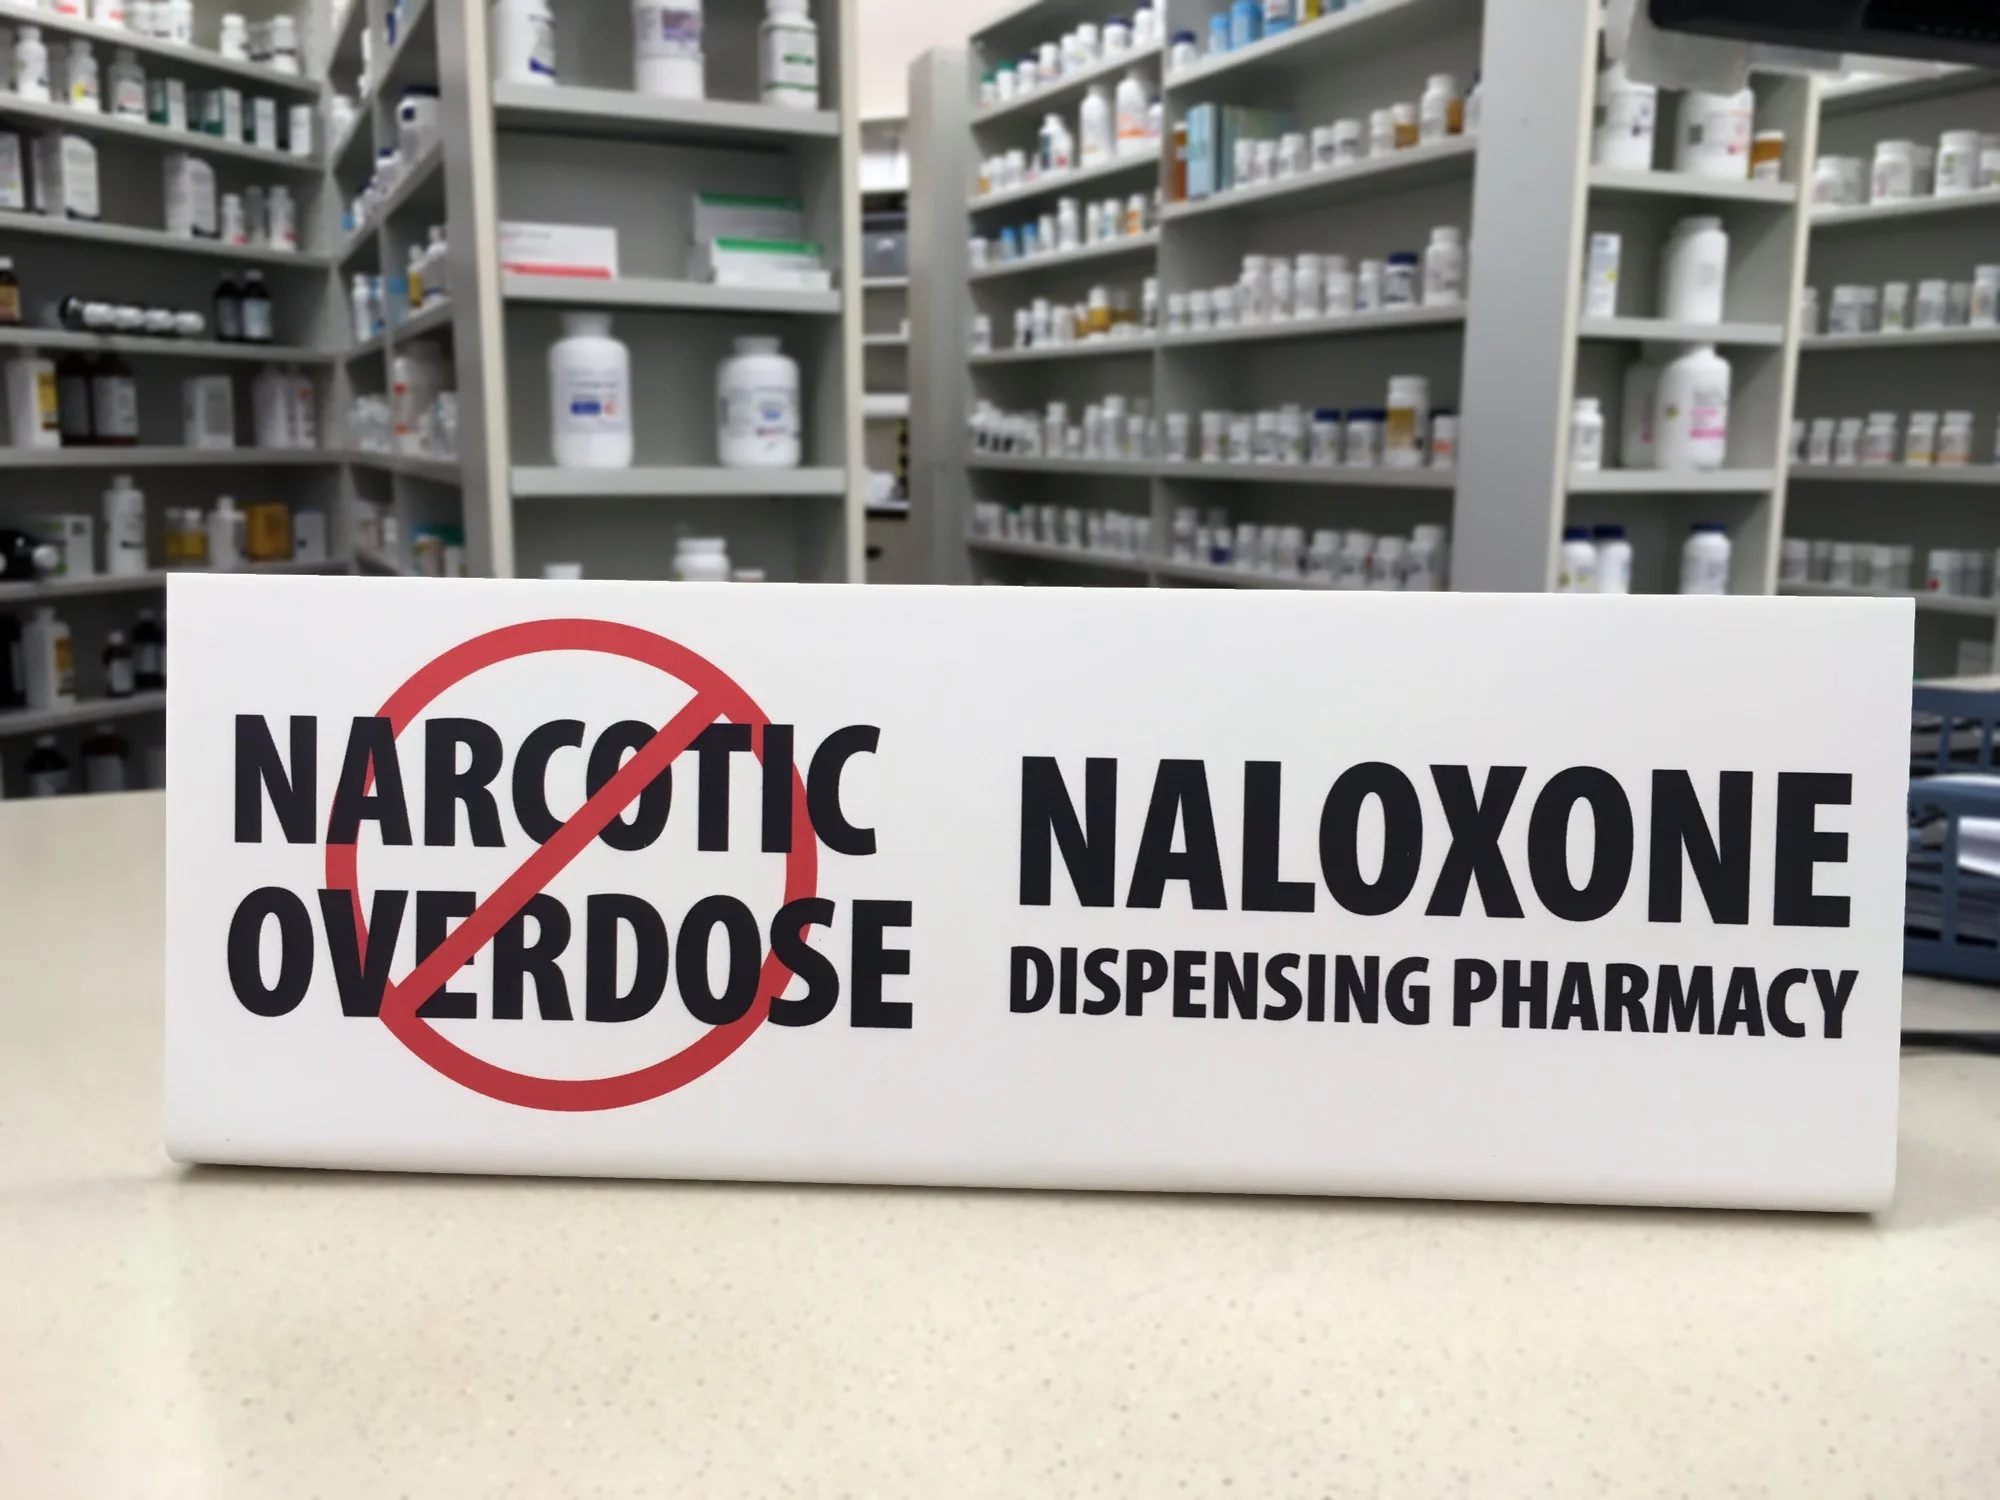 NARCOTIC
OVERDOSE
NALOXONE
DISPENSING PHARMACY